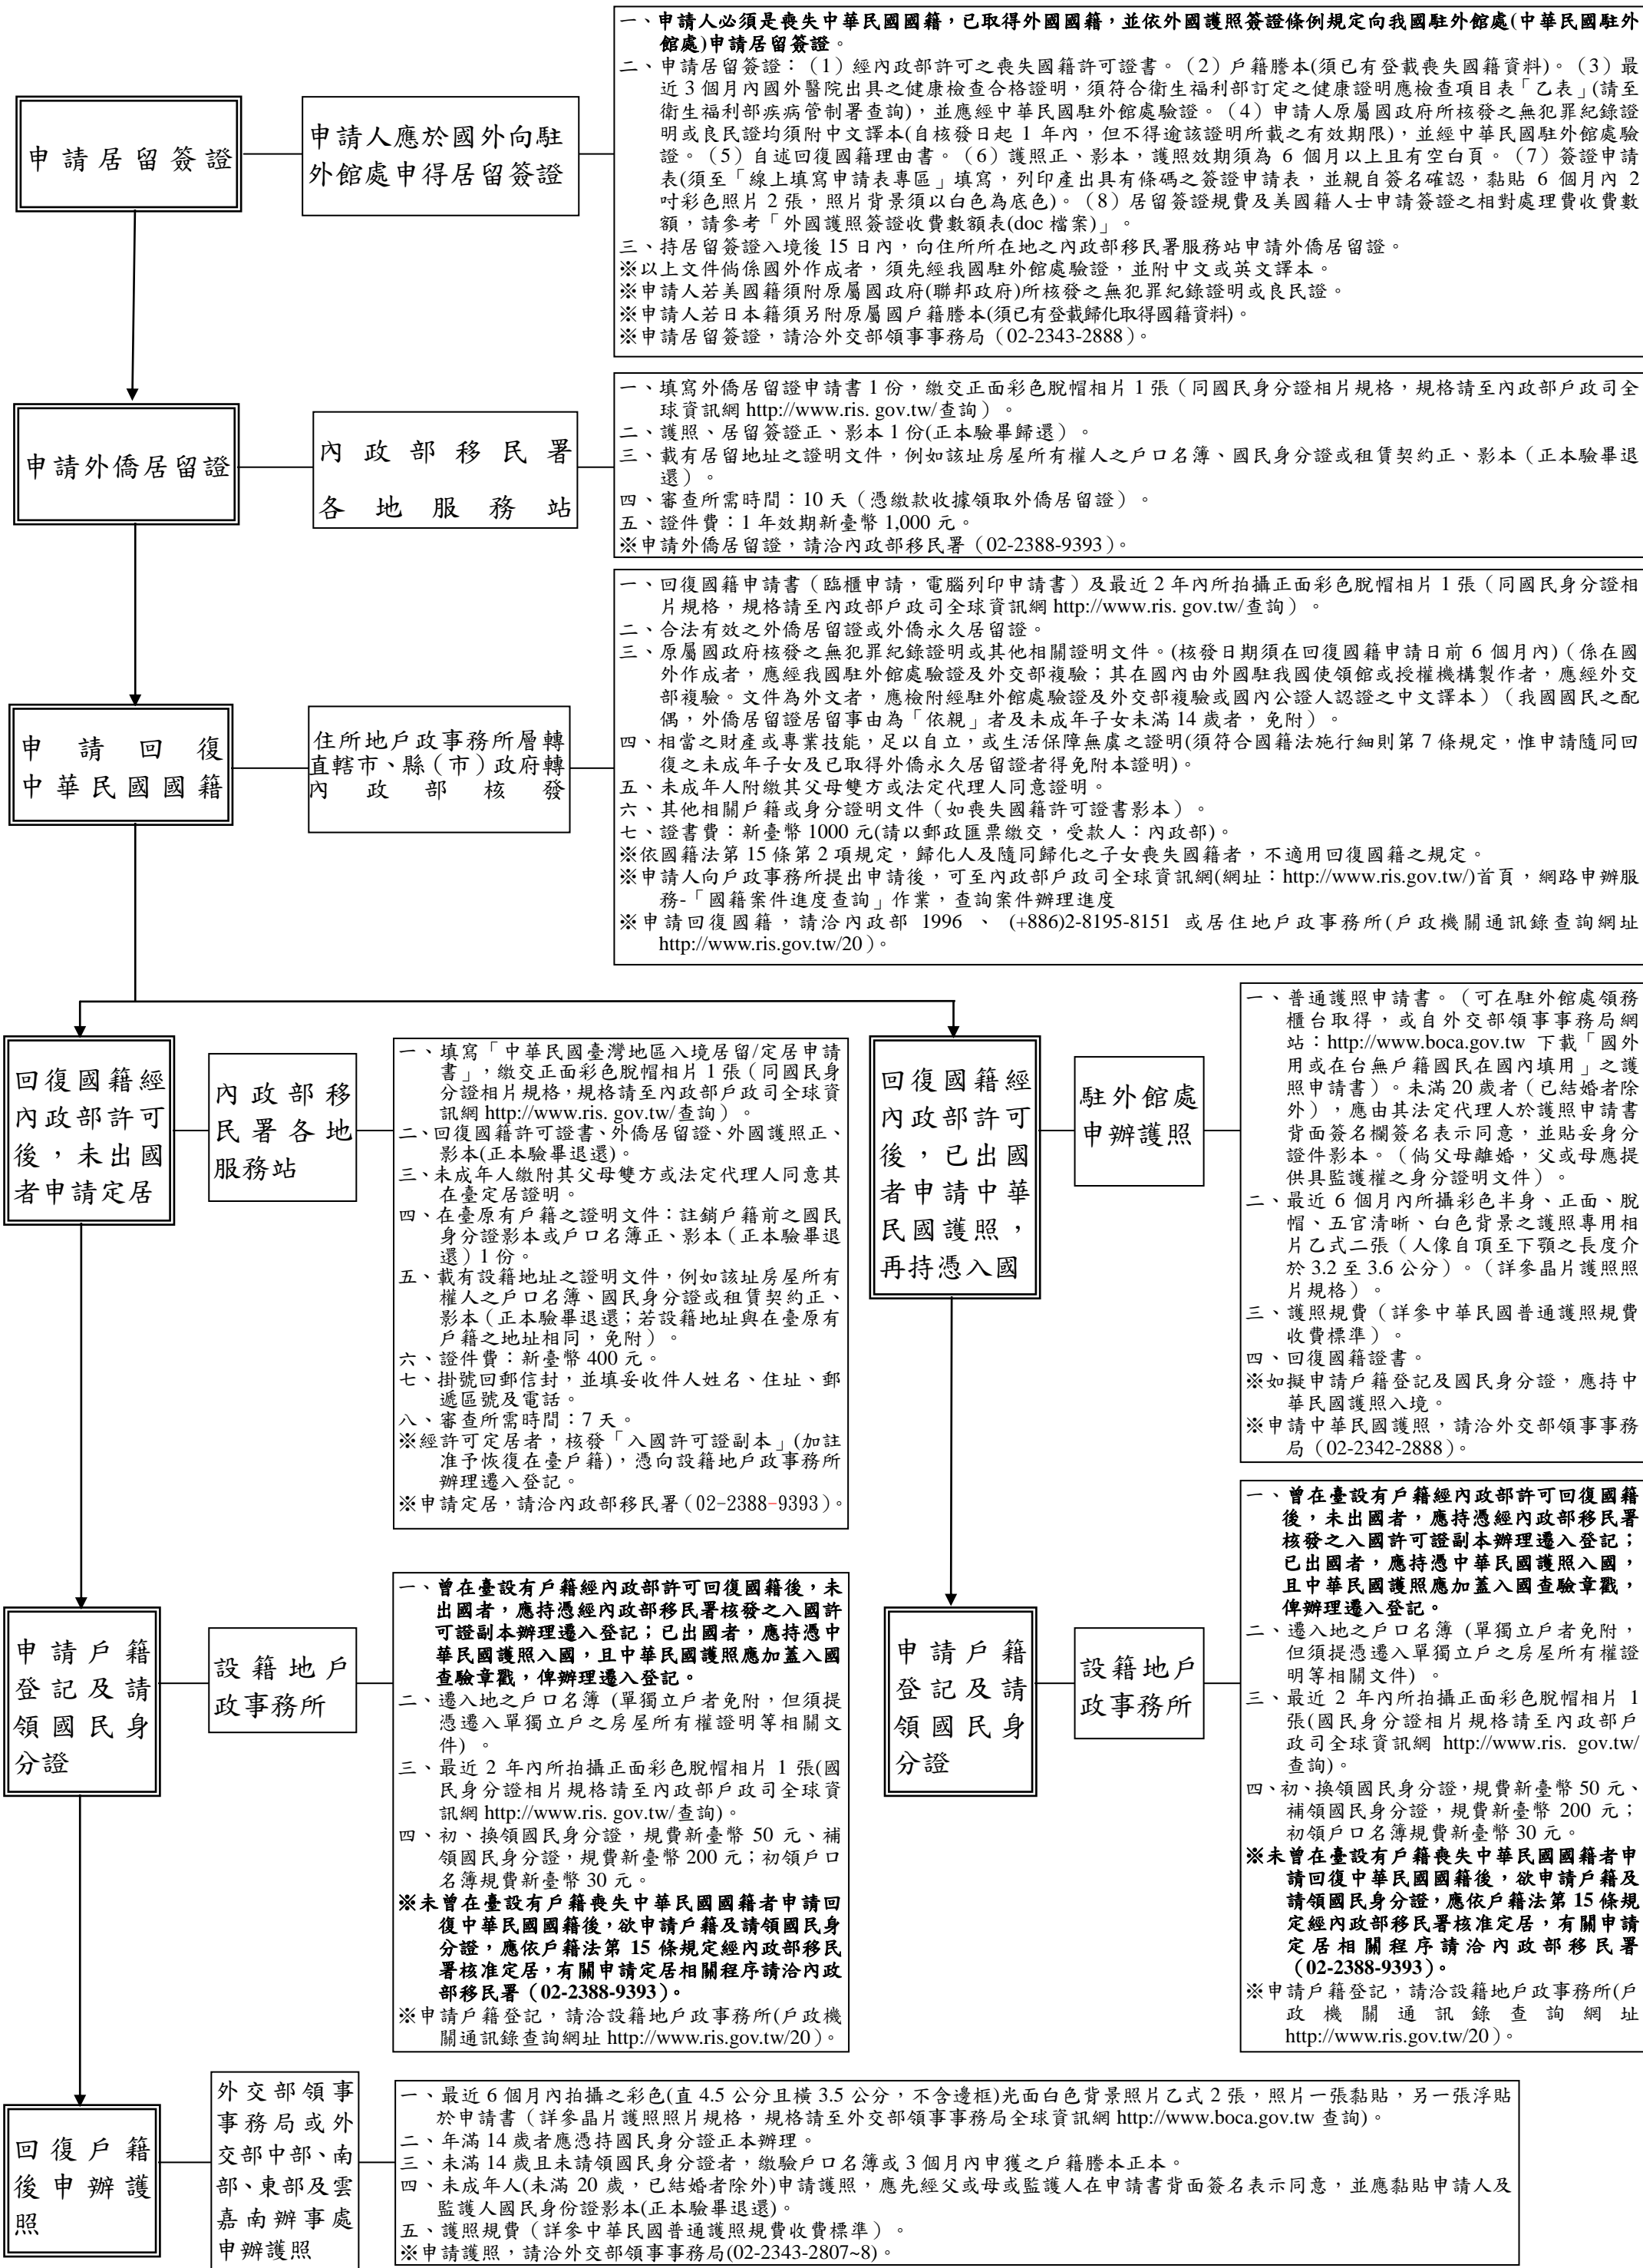 申請居留簽證
申請人應於國外向駐
外館處申得居留簽證
一、申請人必須是喪失中華民國國籍，已取得外國國籍，並依外國護照簽證條例規定向我國駐外館處(中華民國駐外
館處)申請居留簽證。
二、申請居留簽證：（1）經內政部許可之喪失國籍許可證書。（2）戶籍謄本(須已有登載喪失國籍資料)。（3）最
近 3 個月內國外醫院出具之健康檢查合格證明，須符合衛生福利部訂定之健康證明應檢查項目表「乙表」(請至
衛生福利部疾病管制署查詢)，並應經中華民國駐外館處驗證。（4）申請人原屬國政府所核發之無犯罪紀錄證
明或良民證均須附中文譯本(自核發日起 1 年內，但不得逾該證明所載之有效期限)，並經中華民國駐外館處驗
證。（5）自述回復國籍理由書。（6）護照正、影本，護照效期須為 6 個月以上且有空白頁。（7）簽證申請
表(須至「線上填寫申請表專區」填寫，列印產出具有條碼之簽證申請表，並親自簽名確認，黏貼 6 個月內 2
吋彩色照片 2 張，照片背景須以白色為底色)。（8）居留簽證規費及美國籍人士申請簽證之相對處理費收費數
額，請參考「外國護照簽證收費數額表(doc 檔案)」。
三、持居留簽證入境後 15 日內，向住所所在地之內政部移民署服務站申請外僑居留證。
※以上文件倘係國外作成者，須先經我國駐外館處驗證，並附中文或英文譯本。
※申請人若美國籍須附原屬國政府(聯邦政府)所核發之無犯罪紀錄證明或良民證。
※申請人若日本籍須另附原屬國戶籍謄本(須已有登載歸化取得國籍資料)。
※申請居留簽證，請洽外交部領事事務局（02-2343-2888）。
申請外僑居留證
內政部移民署
各地服務站
一、填寫外僑居留證申請書 1 份，繳交正面彩色脫帽相片 1 張（同國民身分證相片規格，規格請至內政部戶政司全
球資訊網 http://www.ris. gov.tw/查詢）。
二、護照、居留簽證正、影本 1 份(正本驗畢歸還）。
三、載有居留地址之證明文件，例如該址房屋所有權人之戶口名簿、國民身分證或租賃契約正、影本（正本驗畢退
還）。
四、審查所需時間：10 天（憑繳款收據領取外僑居留證）。
五、證件費：1 年效期新臺幣 1,000 元。
※申請外僑居留證，請洽內政部移民署（02-2388-9393）。
申請回復
中華民國國籍
住所地戶政事務所層轉
直轄市、縣（市）政府轉
內政部核發
一、回復國籍申請書（臨櫃申請，電腦列印申請書）及最近 2 年內所拍攝正面彩色脫帽相片 1 張（同國民身分證相
片規格，規格請至內政部戶政司全球資訊網 http://www.ris. gov.tw/查詢）。
二、合法有效之外僑居留證或外僑永久居留證。
三、原屬國政府核發之無犯罪紀錄證明或其他相關證明文件。(核發日期須在回復國籍申請日前 6 個月內)（係在國
外作成者，應經我國駐外館處驗證及外交部複驗；其在國內由外國駐我國使領館或授權機構製作者，應經外交
部複驗。文件為外文者，應檢附經駐外館處驗證及外交部複驗或國內公證人認證之中文譯本）（我國國民之配
偶，外僑居留證居留事由為「依親」者及未成年子女未滿 14 歲者，免附）。
四、相當之財產或專業技能，足以自立，或生活保障無虞之證明(須符合國籍法施行細則第 7 條規定，惟申請隨同回
復之未成年子女及已取得外僑永久居留證者得免附本證明)。
五、未成年人附繳其父母雙方或法定代理人同意證明。
六、其他相關戶籍或身分證明文件（如喪失國籍許可證書影本）。
七、證書費：新臺幣 1000 元(請以郵政匯票繳交，受款人：內政部)。
※依國籍法第 15 條第 2 項規定，歸化人及隨同歸化之子女喪失國籍者，不適用回復國籍之規定。
※申請人向戶政事務所提出申請後，可至內政部戶政司全球資訊網(網址：http://www.ris.gov.tw/)首頁，網路申辦服
務-「國籍案件進度查詢」作業，查詢案件辦理進度
※申請回復國籍，請洽內政部 1996 、 (+886)2-8195-8151 或居住地戶政事務所(戶政機關通訊錄查詢網址
http://www.ris.gov.tw/20）。
回復國籍經
內政部許可
後，未出國
者申請定居
內政部移
民署各地
服務站
一、填寫「中華民國臺灣地區入境居留/定居申請
書」，繳交正面彩色脫帽相片 1 張（同國民身
分證相片規格，規格請至內政部戶政司全球資
訊網 http://www.ris. gov.tw/查詢）。
二、回復國籍許可證書、外僑居留證、外國護照正、
影本(正本驗畢退還)。
三、未成年人繳附其父母雙方或法定代理人同意其
在臺定居證明。
四、在臺原有戶籍之證明文件：註銷戶籍前之國民
身分證影本或戶口名簿正、影本（正本驗畢退
還）1 份。
五、載有設籍地址之證明文件，例如該址房屋所有
權人之戶口名簿、國民身分證或租賃契約正、
影本（正本驗畢退還；若設籍地址與在臺原有
戶籍之地址相同，免附）。
六、證件費：新臺幣 400 元。
七、掛號回郵信封，並填妥收件人姓名、住址、郵
遞區號及電話。
八、審查所需時間：7 天。
※經許可定居者，核發「入國許可證副本」(加註
准予恢復在臺戶籍)，憑向設籍地戶政事務所
辦理遷入登記。
※申請定居，請洽內政部移民署（02-2388-9393）。
回復國籍經
內政部許可
後，已出國
者申請中華
民國護照，
再持憑入國
駐外館處
申辦護照
一、普通護照申請書。（可在駐外館處領務
櫃台取得，或自外交部領事事務局網
站：http://www.boca.gov.tw 下載「國外
用或在台無戶籍國民在國內填用」之護
照申請書）。未滿 20 歲者（已結婚者除
外），應由其法定代理人於護照申請書
背面簽名欄簽名表示同意，並貼妥身分
證件影本。（倘父母離婚，父或母應提
供具監護權之身分證明文件）。
二、最近 6 個月內所攝彩色半身、正面、脫
帽、五官清晰、白色背景之護照專用相
片乙式二張（人像自頂至下顎之長度介
於 3.2 至 3.6 公分）。（詳參晶片護照照
片規格）。
三、護照規費（詳參中華民國普通護照規費
收費標準）。
四、回復國籍證書。
※如擬申請戶籍登記及國民身分證，應持中
華民國護照入境。
※申請中華民國護照，請洽外交部領事事務
局（02-2342-2888）。
申請戶籍
登記及請
領國民身
分證
設籍地戶
政事務所
一、曾在臺設有戶籍經內政部許可回復國籍後，未
出國者，應持憑經內政部移民署核發之入國許
可證副本辦理遷入登記；已出國者，應持憑中
華民國護照入國，且中華民國護照應加蓋入國
查驗章戳，俾辦理遷入登記。
二、遷入地之戶口名簿 (單獨立戶者免附，但須提
憑遷入單獨立戶之房屋所有權證明等相關文
件) 。
三、最近 2 年內所拍攝正面彩色脫帽相片 1 張(國
民身分證相片規格請至內政部戶政司全球資
訊網 http://www.ris. gov.tw/查詢)。
四、初、換領國民身分證，規費新臺幣 50 元、補
領國民身分證，規費新臺幣 200 元；初領戶口
名簿規費新臺幣 30 元。
※未曾在臺設有戶籍喪失中華民國國籍者申請回
復中華民國國籍後，欲申請戶籍及請領國民身
分證，應依戶籍法第 15 條規定經內政部移民
署核准定居，有關申請定居相關程序請洽內政
部移民署（02-2388-9393）。
※申請戶籍登記，請洽設籍地戶政事務所(戶政機
關通訊錄查詢網址 http://www.ris.gov.tw/20）。
申請戶籍
登記及請
領國民身
分證
設籍地戶
政事務所
一、曾在臺設有戶籍經內政部許可回復國籍
後，未出國者，應持憑經內政部移民署
核發之入國許可證副本辦理遷入登記；
已出國者，應持憑中華民國護照入國，
且中華民國護照應加蓋入國查驗章戳，
俾辦理遷入登記。
二、遷入地之戶口名簿 (單獨立戶者免附，
但須提憑遷入單獨立戶之房屋所有權證
明等相關文件) 。
三、最近 2 年內所拍攝正面彩色脫帽相片 1
張(國民身分證相片規格請至內政部戶
政司全球資訊網 http://www.ris. gov.tw/
查詢)。
四、初、換領國民身分證，規費新臺幣 50 元、
補領國民身分證，規費新臺幣 200 元；
初領戶口名簿規費新臺幣 30 元。
※未曾在臺設有戶籍喪失中華民國國籍者申
請回復中華民國國籍後，欲申請戶籍及
請領國民身分證，應依戶籍法第 15 條規
定經內政部移民署核准定居，有關申請
定居相關程序請洽內政部移民署
（02-2388-9393）。
※申請戶籍登記，請洽設籍地戶政事務所(戶
政機關通訊錄查詢網址
http://www.ris.gov.tw/20）。
回復戶籍
後申辦護
照
外交部領事
事務局或外
交部中部、南
部、東部及雲
嘉南辦事處
申辦護照
一、最近 6 個月內拍攝之彩色(直 4.5 公分且橫 3.5 公分，不含邊框)光面白色背景照片乙式 2 張，照片一張黏貼，另一張浮貼
於申請書（詳參晶片護照照片規格，規格請至外交部領事事務局全球資訊網 http://www.boca.gov.tw 查詢)。
二、年滿 14 歲者應憑持國民身分證正本辦理。
三、未滿 14 歲且未請領國民身分證者，繳驗戶口名簿或 3 個月內申獲之戶籍謄本正本。
四、未成年人(未滿 20 歲，已結婚者除外)申請護照，應先經父或母或監護人在申請書背面簽名表示同意，並應黏貼申請人及
監護人國民身份證影本(正本驗畢退還)。
五、護照規費（詳參中華民國普通護照規費收費標準）。
※申請護照，請洽外交部領事事務局(02-2343-2807~8)。